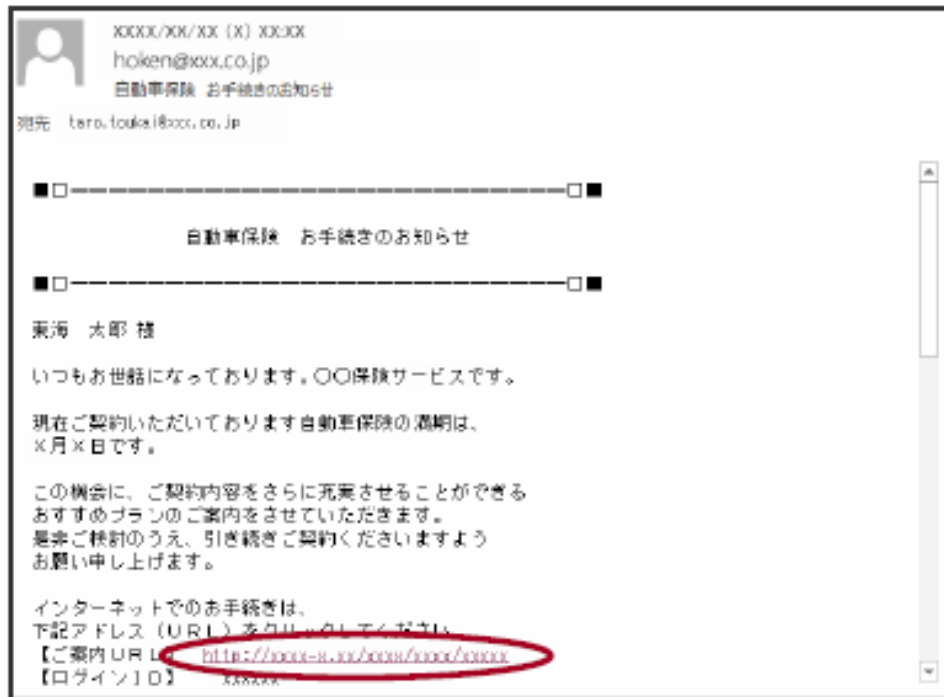 XXXX/XX/XX (X) XX:XX
hoken@xxx.co.jp
自動車保険 お手続きのお知らせ
宛先 taro.toukai@xxx.co.jp
■□――――――――――――――――――――――――――□■
自動車保険 お手続きのお知らせ
■□――――――――――――――――――――――――――□■
東海 太郎 様
いつもお世話になっております。〇〇保険サービスです。
現在ご契約いただいております自動車保険の満期は、
×月×日です。
この機会に、ご契約内容をさらに充実させることができる
おすすめプランのご案内をさせていただきます。
是非ご検討のうえ、引き続きご契約くださいますよう
お願い申し上げます。
インターネットでのお手続きは、
下記アドレス（ＵＲＬ）をクリックしてください
【ご案内ＵＲＬ】 http://xxxx-x.xx/xxxx/xxxx/xxxxx
【ログインＩＤ】 xxxxxx